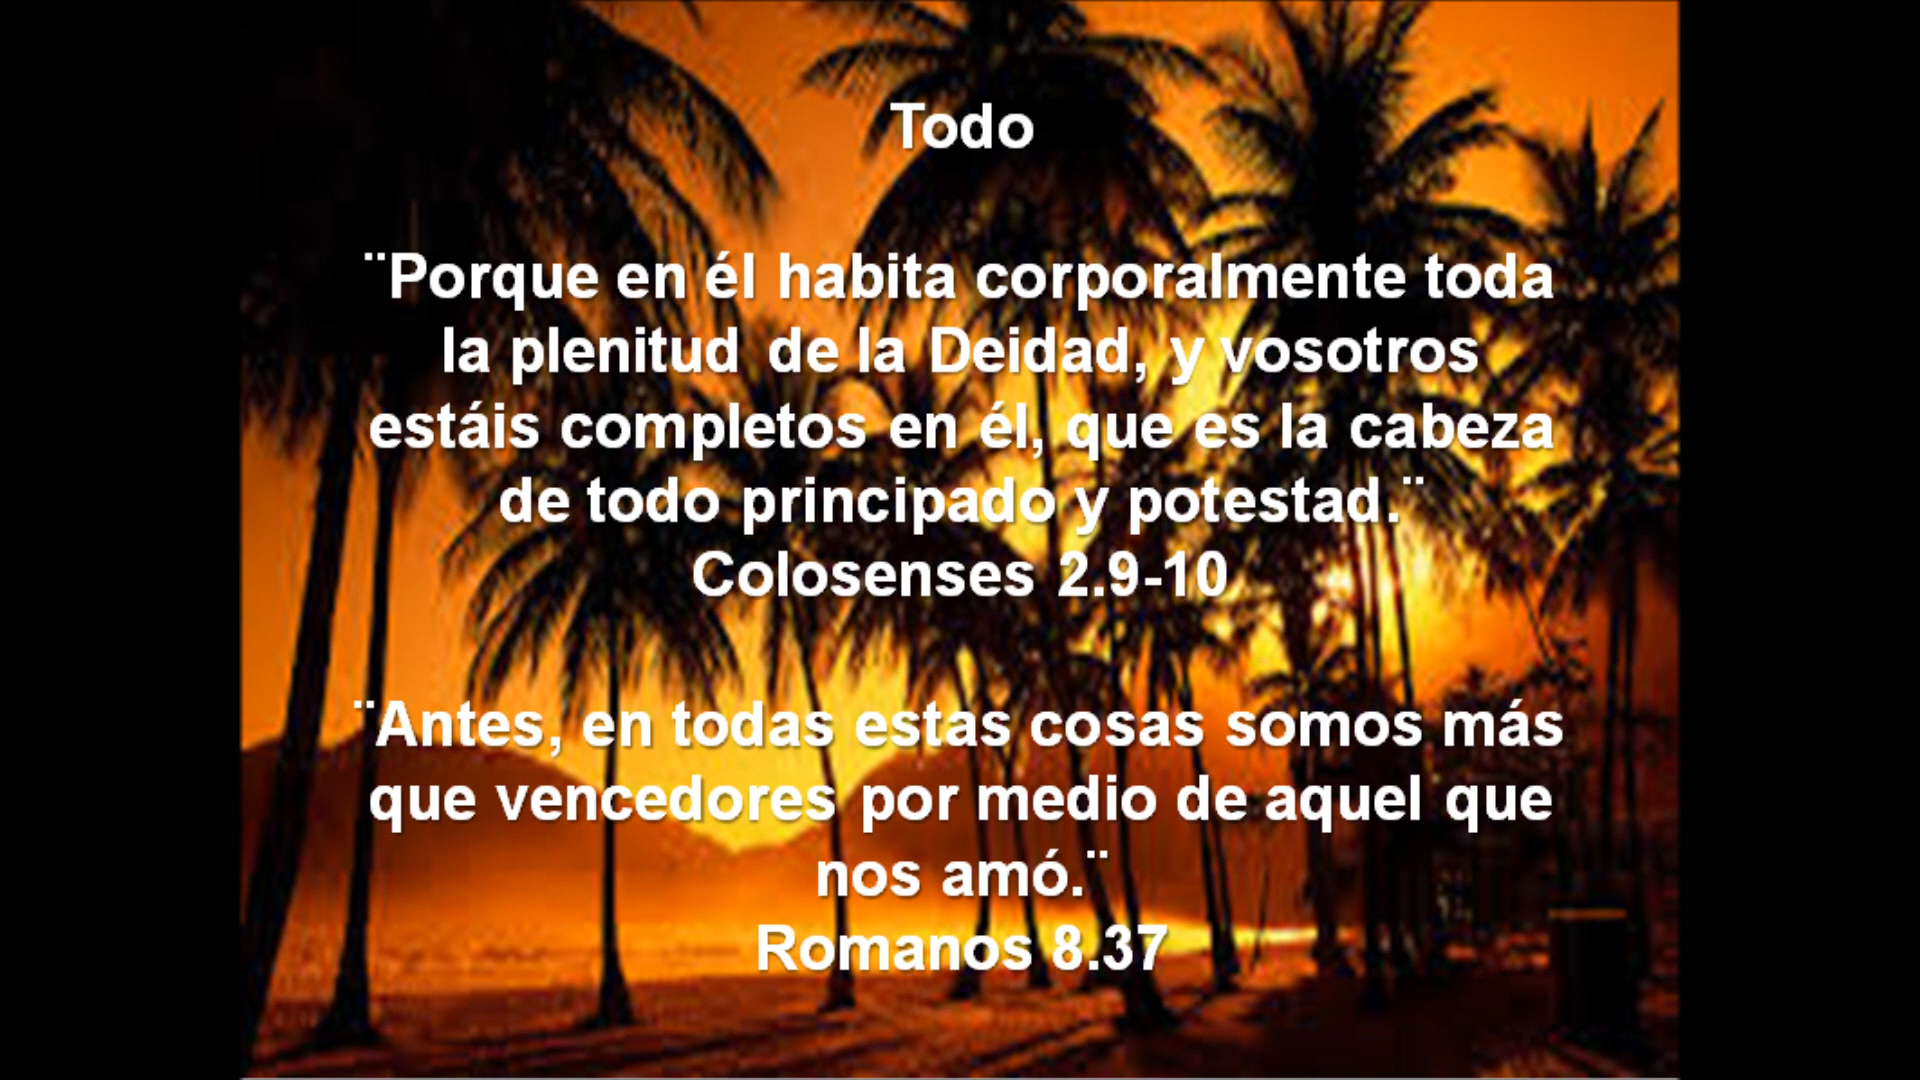 Todo
¨Porque en él habita corporalmente toda
la plenitud de la Deidad, y vosotros
estáis completos en él, que es la cabeza
de todo principado y potestad.¨
Colosenses 2.9-10
¨Antes, en todas estas cosas somos más
que vencedores por medio de aquel que
nos amó.¨
Romanos 8.37